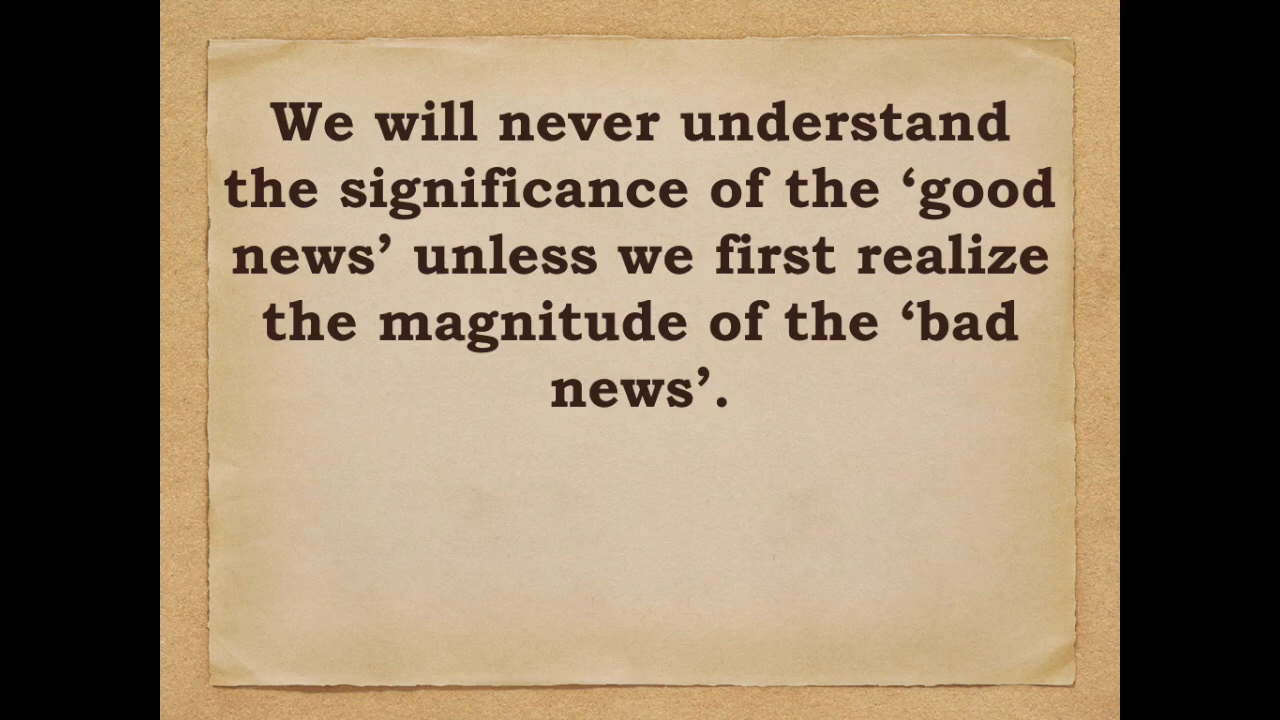 We will never understand
the significance of the ‘good
news’ unless we first realize
the magnitude of the ‘bad
news’.